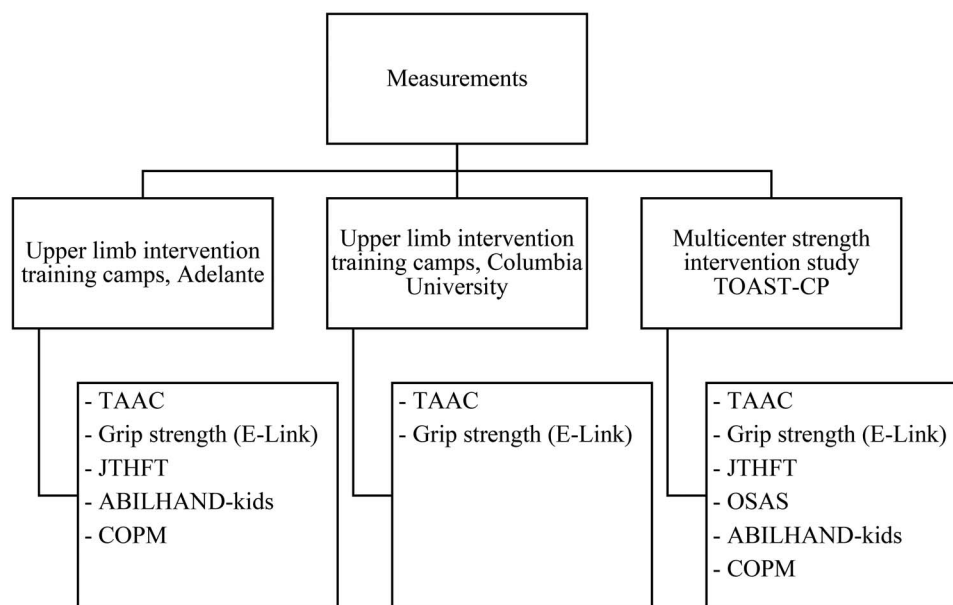 Measurements
Upper limb intervention
training camps, Adelante
Upper limb intervention
training camps, Columbia
University
Multicenter strength
intervention study
TOAST-CP
- TAAC
- Grip strength (E-Link)
- JTHFT
- ABILHAND-kids
- COPM
- TAAC
- Grip strength (E-Link)
- TAAC
- Grip strength (E-Link)
- JTHFT
- OSAS
- ABILHAND-kids
- COPM